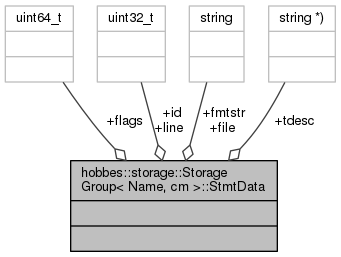 uint64_t
uint32_t
string
string *)
+flags
+id
+line
+fmtstr
+file
+tdesc
hobbes::storage::Storage
Group< Name, cm >::StmtData